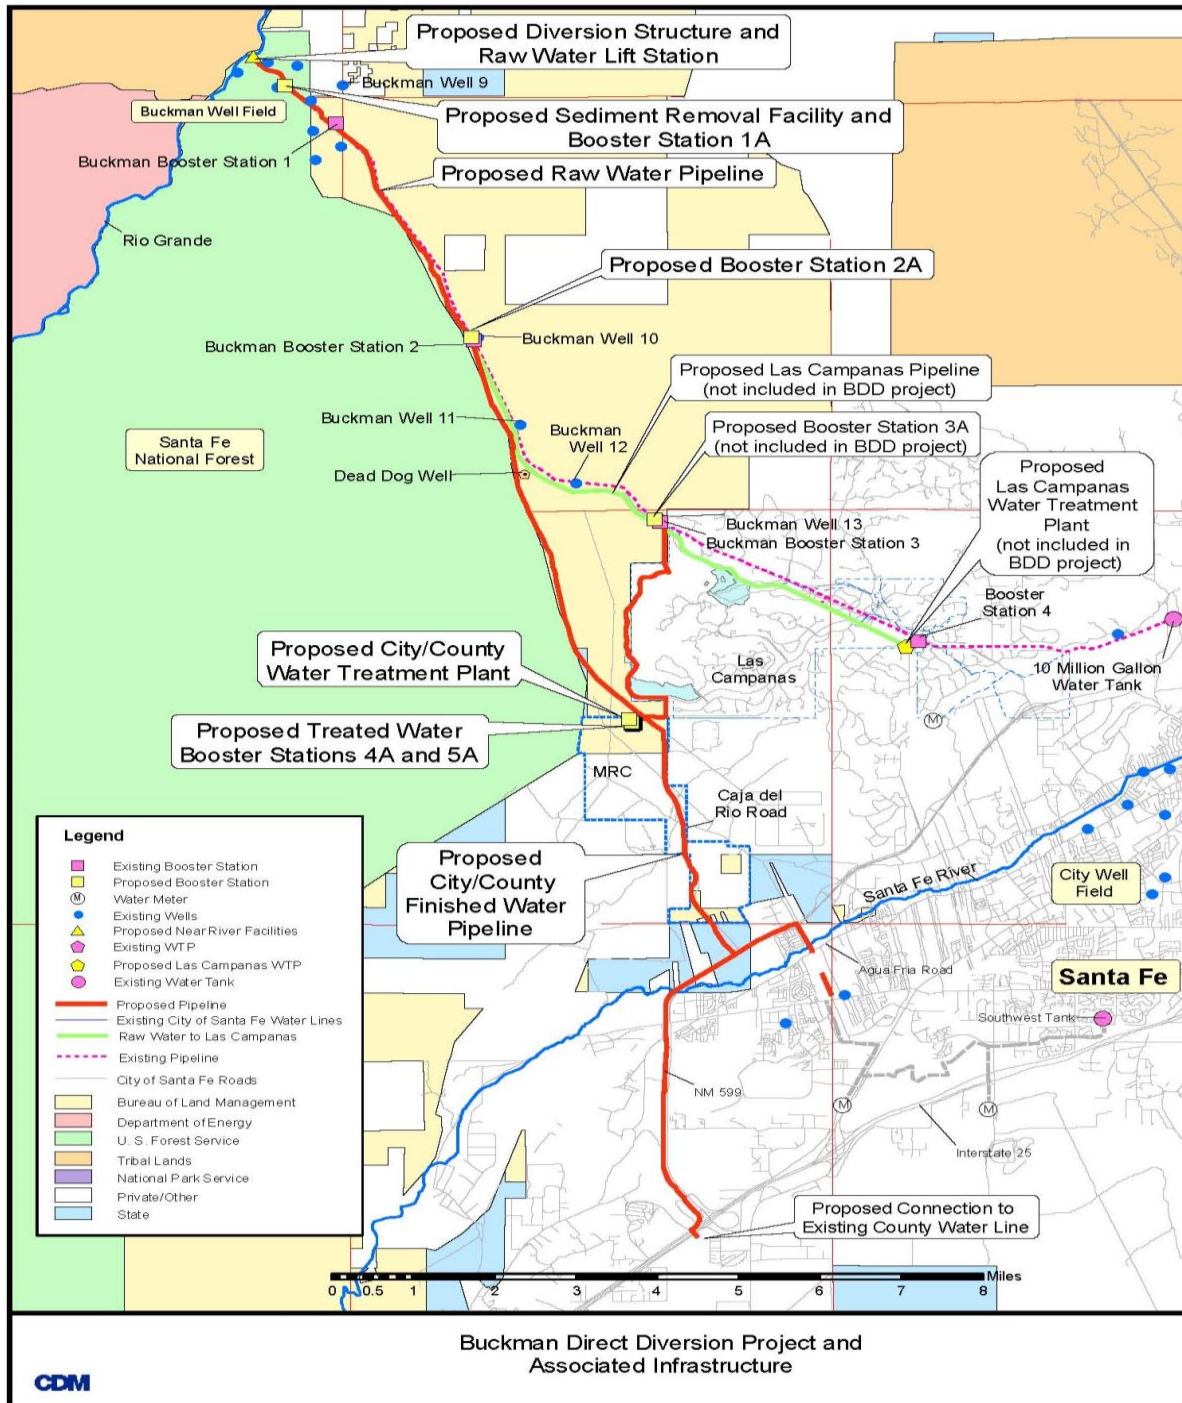 Proposed Diversion Structure and
Raw Water Lift Station
Buckman Well 9
Buckman Well Field
Proposed Sediment Removal Facility and
Booster Station 1A
Buckman Booster Station 1
Proposed Raw Water Pipeline
Rio Grande
Proposed Booster Station 2A
Buckman Booster Station 2
Buckman Well 10
Proposed Las Campanas Pipeline
(not included in BDD project)
Buckman Well 11
Buckman
Well 12
Proposed Booster Station 3A
(not included in BDD project)
Santa Fe
National Forest
Dead Dog Well
Proposed
Las Campanas
Water Treatment
Plant
(not included in
BDD project)
Buckman Well 13
Buckman Booster Station 3
Booster
Station 4
Proposed City/County
Water Treatment Plant
Las
Campanas
10 Million Gallon
Water Tank
M
Proposed Treated Water
Booster Stations 4A and 5A
MRC
Caja del
Rio Road
Proposed
City/County
Finished Water
Pipeline
Santa Fe River
City Well
Field
Agua Fria Road
Santa Fe
Southwest Tank
NM 599
M
M
Interstate 25
Proposed Connection to
Existing County Water Line
Legend
Existing Booster Station
Proposed Booster Station
M Water Meter
Existing Wells
Proposed Near River Facilities
Existing WTP
Proposed Las Campanas WTP
Existing Water Tank
Proposed Pipeline
Existing City of Santa Fe Water Lines
Raw Water to Las Campanas
Existing Pipeline
City of Santa Fe Roads
Bureau of Land Management
Department of Energy
U. S. Forest Service
Tribal Lands
National Park Service
Private/Other
State
0 0.5 1 2 3 4 5 6 7 8 Miles
Buckman Direct Diversion Project and
Associated Infrastructure
CDM